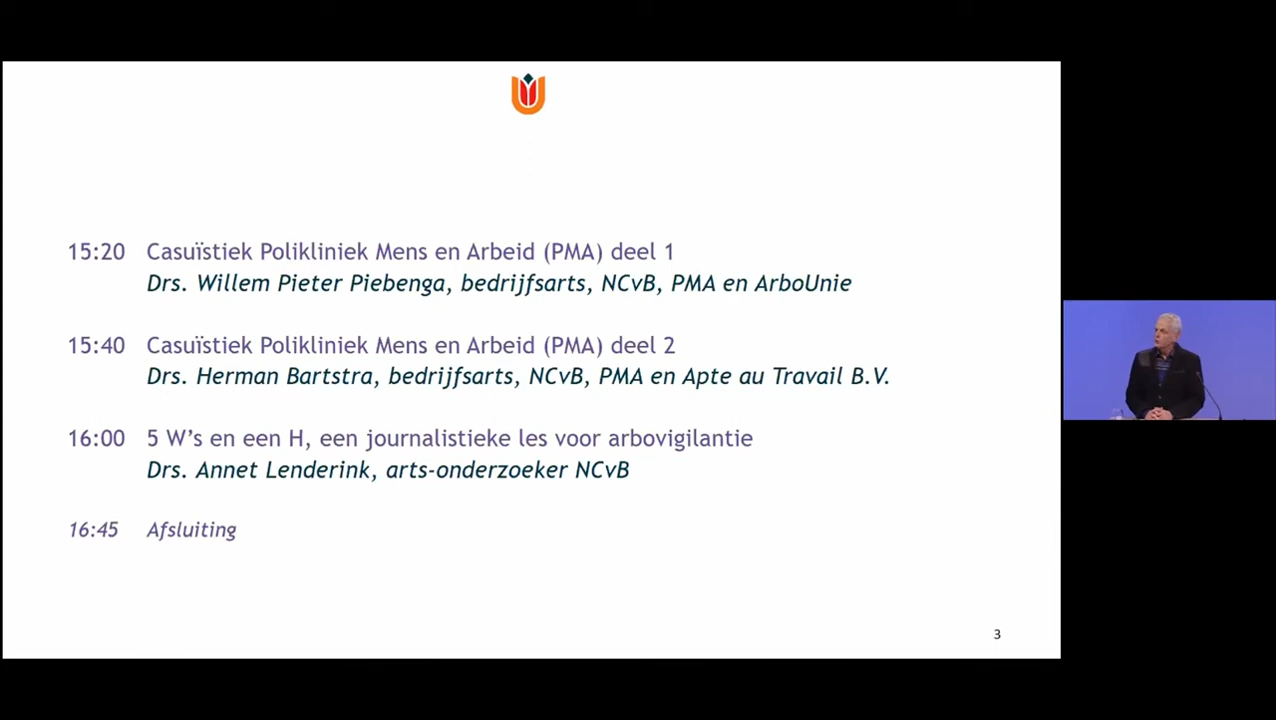 15:20 Casuïstiek Polikliniek Mens en Arbeid (PMA) deel 1
Drs. Willem Pieter Piebenga, bedrijfsarts, NCvB, PMA en ArboUnie
15:40 Casuïstiek Polikliniek Mens en Arbeid (PMA) deel 2
Drs. Herman Bartstra, bedrijfsarts, NCvB, PMA en Apte au Travail B.V.
16:00 5 W’s en een H, een journalistieke les voor arbovigilantie
Drs. Annet Lenderink, arts-onderzoeker NCvB
16:45 Afsluiting
3